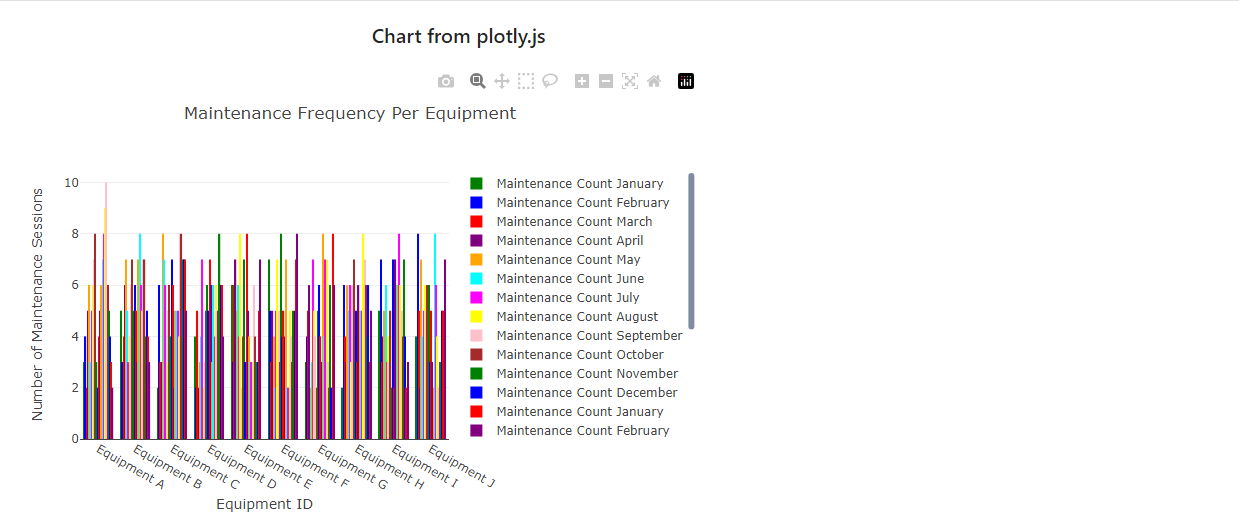 Chart from plotly.js
Maintenance Frequency Per Equipment
Number of Maintenance Sessions
10
8
6
4
2
0
Equipment A
Equipment B
Equipment C
Equipment D
Equipment E
Equipment F
Equipment G
Equipment H
Equipment I
Equipment J
Equipment ID
Maintenance Count January
Maintenance Count February
Maintenance Count March
Maintenance Count April
Maintenance Count May
Maintenance Count June
Maintenance Count July
Maintenance Count August
Maintenance Count September
Maintenance Count October
Maintenance Count November
Maintenance Count December
Maintenance Count January
Maintenance Count February